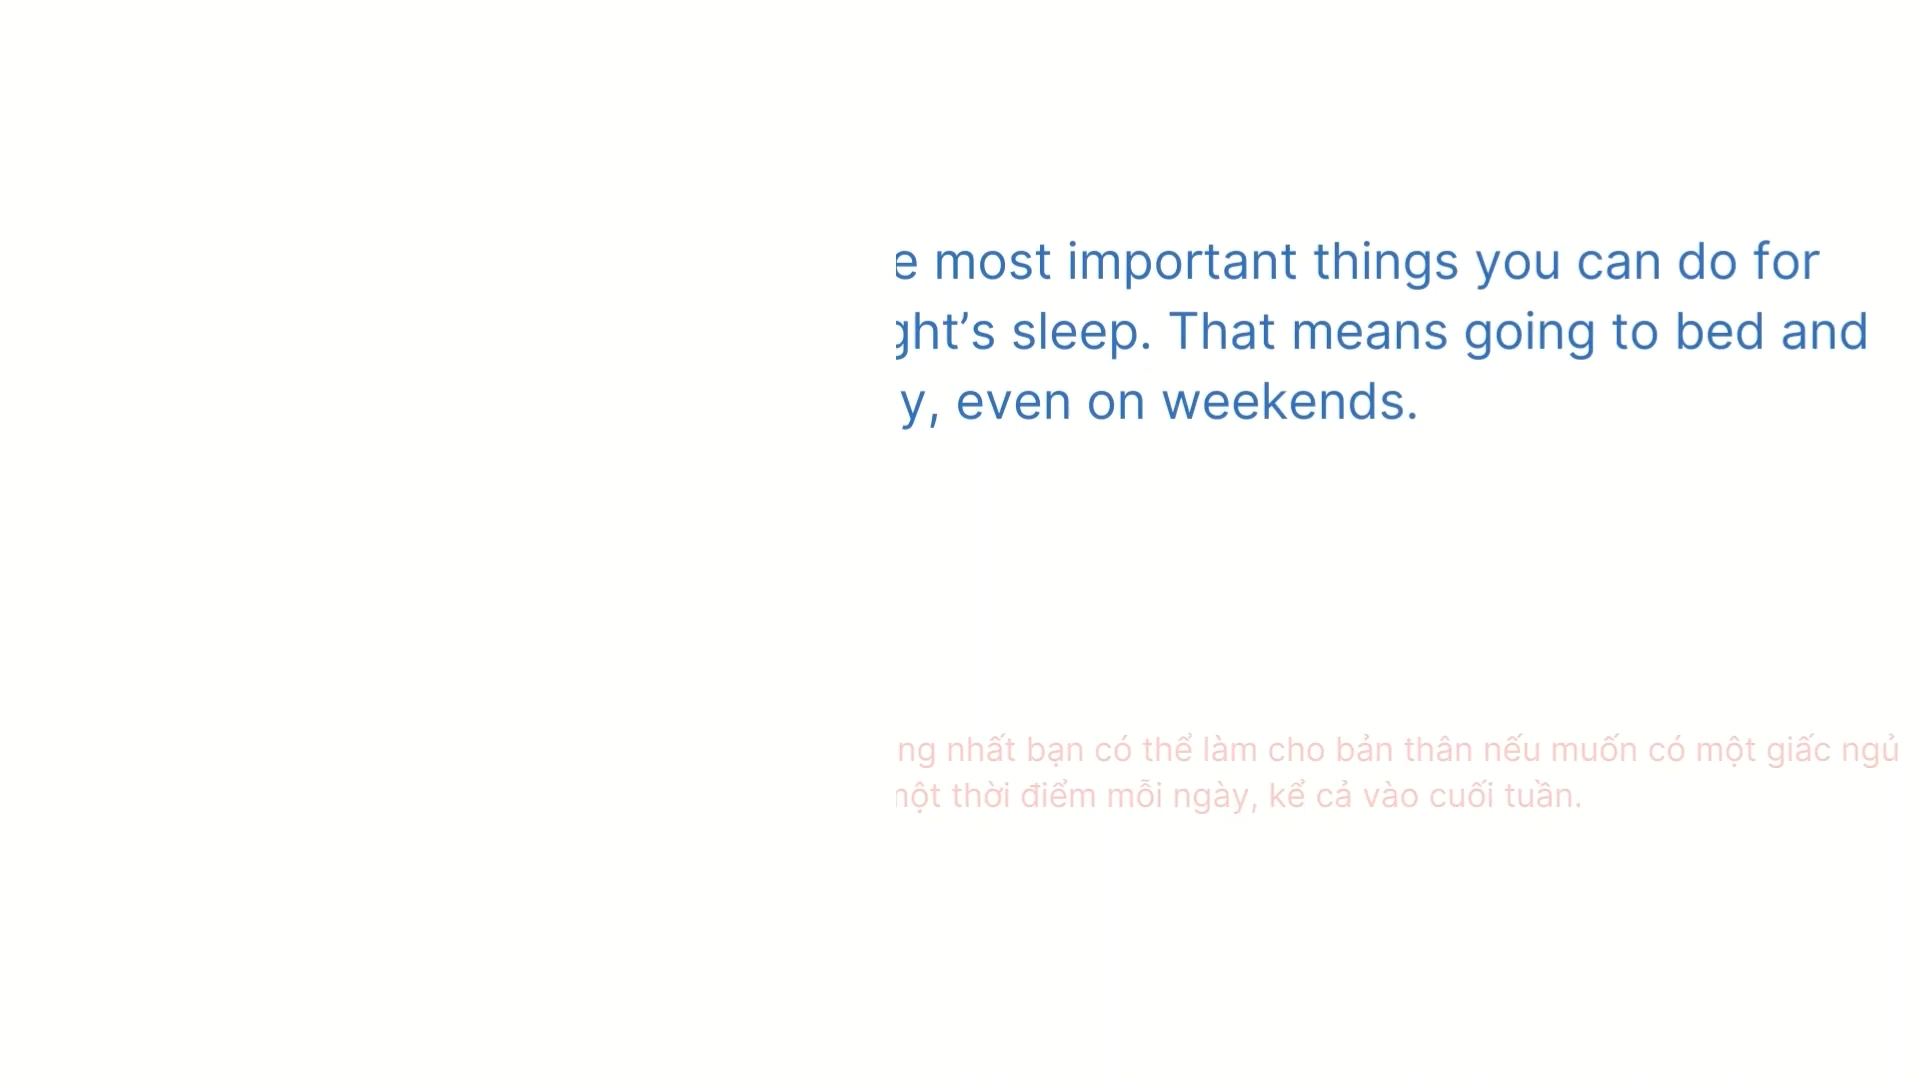 e most important things you can do for
ght’s sleep. That means going to bed and
y, even on weekends.
ng nhất bạn có thể làm cho bản thân nếu muốn có một giấc ngủ
một thời điểm mỗi ngày, kể cả vào cuối tuần.